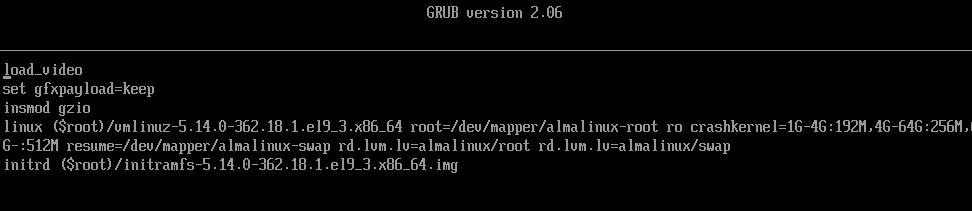 GRUB version 2.06
load_video
set gfxpayload=keep
insmod gzio
linux ($root)/vmlinuz-5.14.0-362.18.1.el9_3.x86_64 root=/dev/mapper/almalinux-root ro crashkernel=1G-4G:192M,4G-64G:256M,
G-:512M resume=/dev/mapper/almalinux-swap rd.lvm.lv=almalinux/root rd.lvm.lv=almalinux/swap
initrd ($root)/initramfs-5.14.0-362.18.1.el9_3.x86_64.img